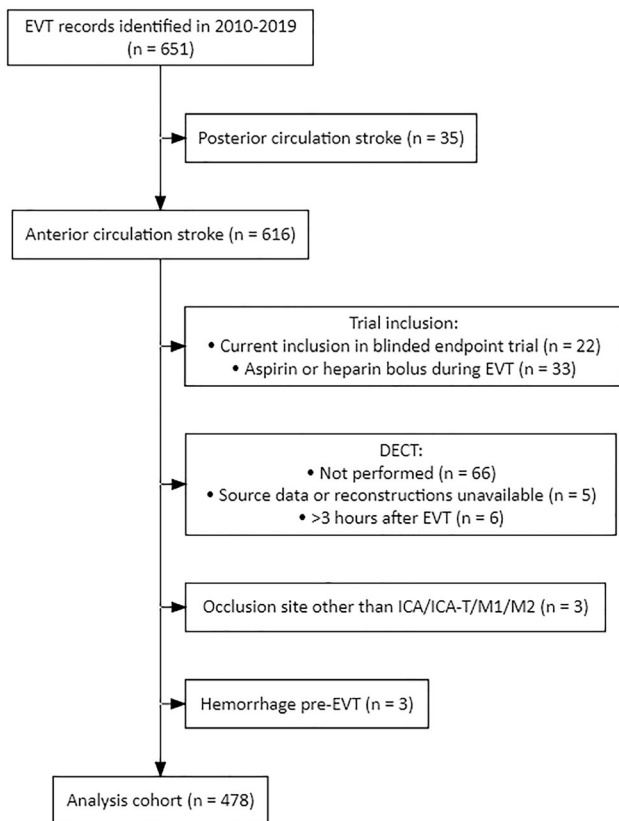 EVT records identified in 2010-2019
(n = 651)
Posterior circulation stroke (n = 35)
Anterior circulation stroke (n = 616)
Trial inclusion:
• Current inclusion in blinded endpoint trial (n = 22)
• Aspirin or heparin bolus during EVT (n = 33)
DECT:
• Not performed (n = 66)
• Source data or reconstructions unavailable (n = 5)
• >3 hours after EVT (n = 6)
Occlusion site other than ICA/ICA-T/M1/M2 (n = 3)
Hemorrhage pre-EVT (n = 3)
Analysis cohort (n = 478)